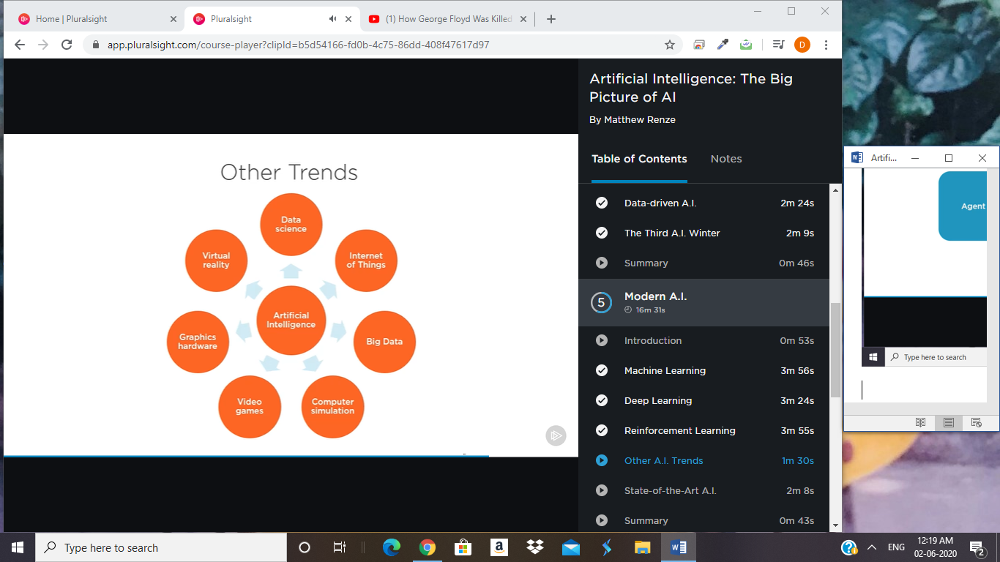 Home | Pluralsight
Pluralsight
(1) How George Floyd Was Killed
app.pluralsight.com/course-player?clipId=b5d54166-fd0b-4c75-86dd-408f47617d97
D
Other Trends
Data
science
Virtual
reality
Internet
of Things
Artificial
Intelligence
Graphics
hardware
Big Data
Video
games
Computer
simulation
Artificial Intelligence: The Big
Picture of AI
By Matthew Renze
Table of Contents
Notes
Data-driven A.I. 2m 24s
The Third A.I. Winter 2m 9s
Summary 0m 46s
5 Modern A.I.
16m 31s
Introduction 0m 53s
Machine Learning 3m 56s
Deep Learning 3m 24s
Reinforcement Learning 3m 55s
Other A.I. Trends 1m 30s
State-of-the-Art A.I. 2m 8s
Summary 0m 43s
Artifi...
Agent
Type here to search
Type here to search
ENG
12:19 AM
02-06-2020
2